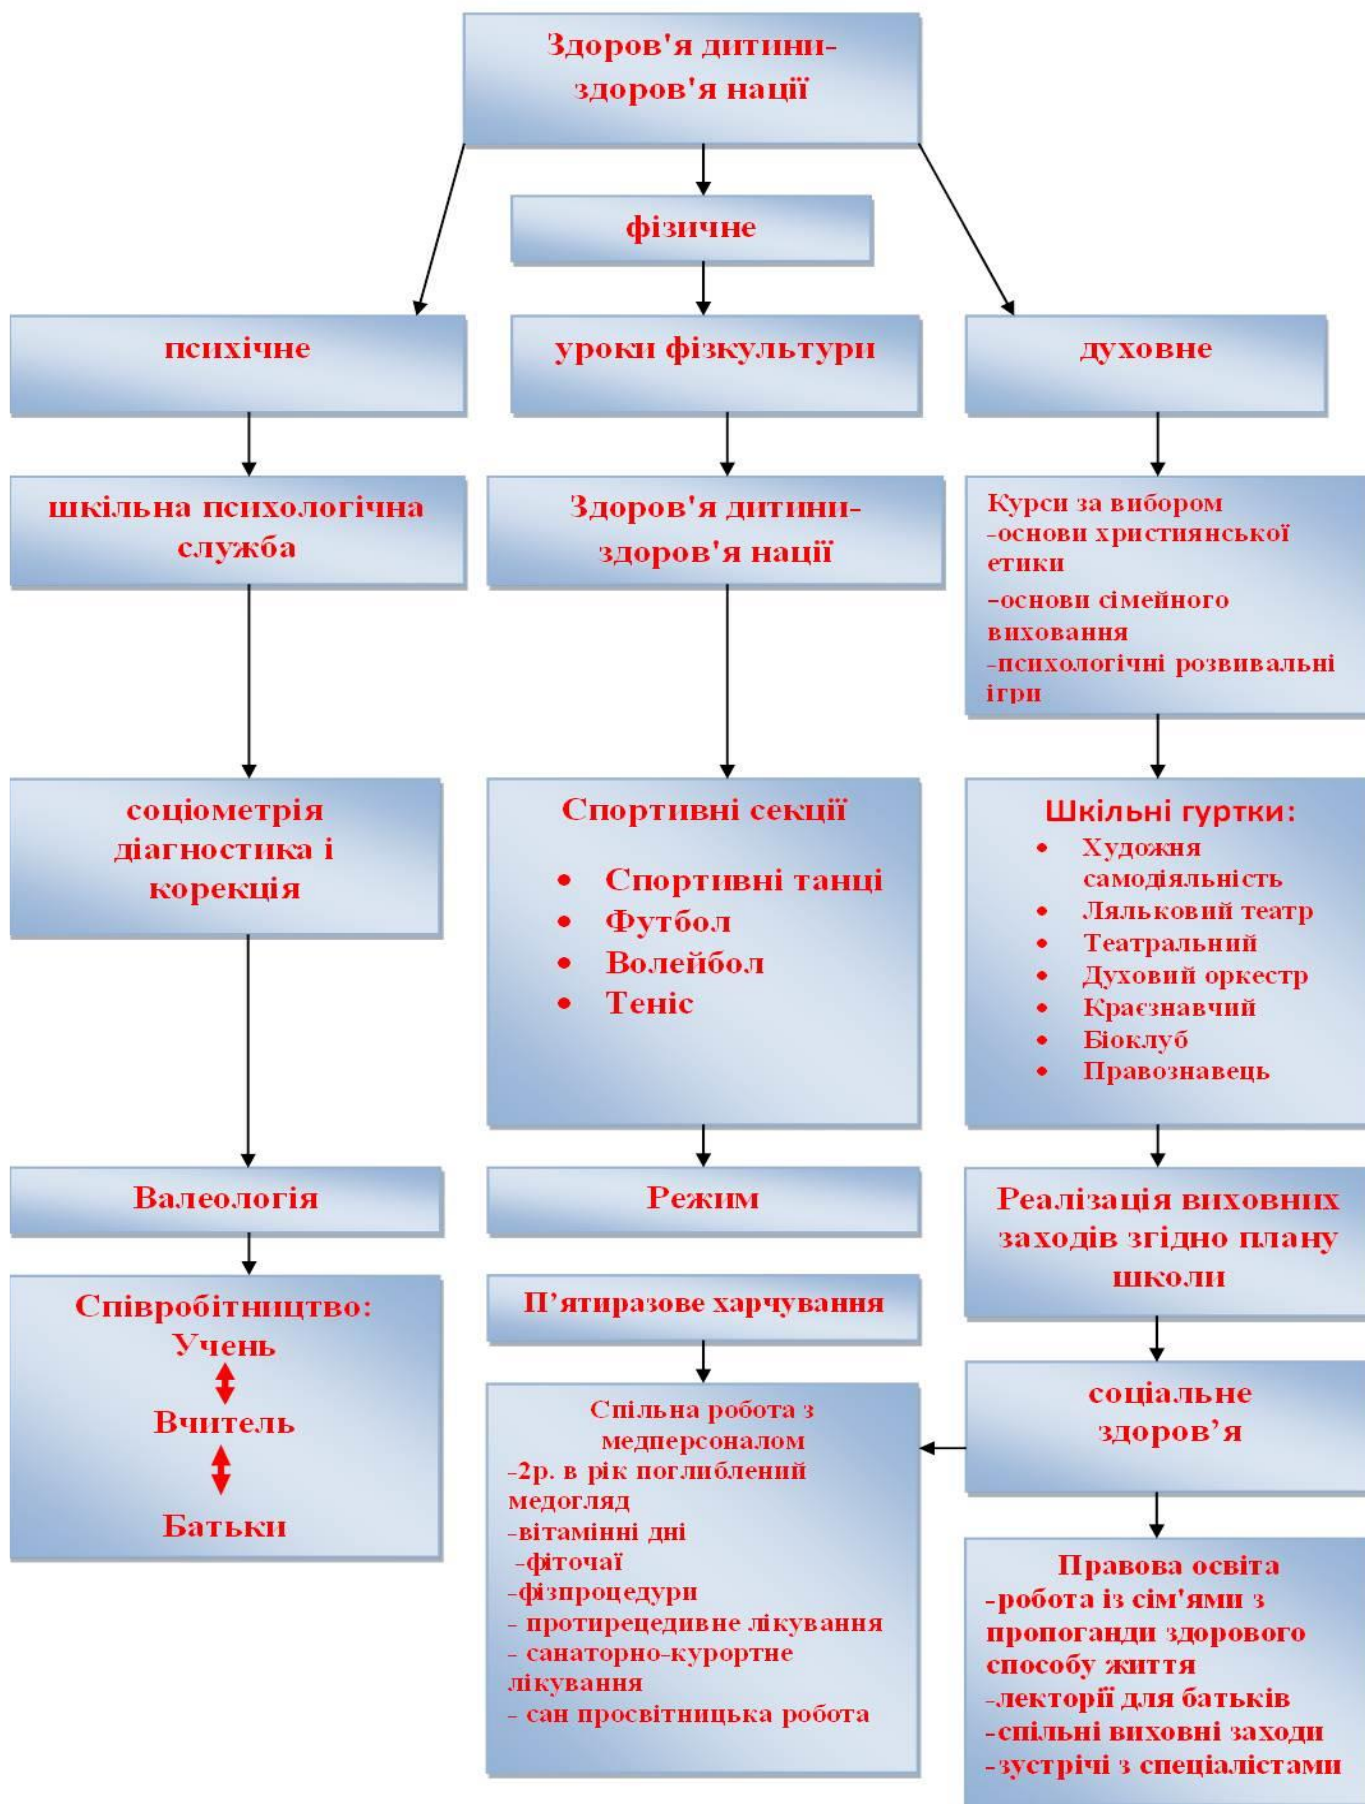 Здоров'я дитини-
здоров'я нації
фізичне
психічне
уроки фізкультури
духовне
шкільна психологічна
служба
Здоров'я дитини-
здоров'я нації
Курси за вибором
-основи християнської
етики
-основи сімейного
виховання
-психологічні розвивальні
ігри
соціометрія
діагностика і
корекція
Спортивні секції
• Спортивні танці
• Футбол
• Волейбол
• Теніс
Шкільні гуртки:
• Художня
самодіяльність
• Ляльковий театр
• Театральний
• Духовий оркестр
• Краєзнавчий
• Біоклуб
• Правознавець
Валеологія
Режим
Реалізація виховних
заходів згідно плану
школи
Співробітництво:
Учень
Вчитель
Батьки
П’ятиразове харчування
Спільна робота з
медперсоналом
-2р. в рік поглиблений
медогляд
-вітамінні дні
-фіточаї
-фізпроцедури
- протирецедивне лікування
- санаторно-курортне
лікування
- сан просвітницька робота
соціальне
здоров’я
Правова освіта
-робота із сім'ями з
пропоганди здорового
способу життя
-лекторії для батьків
-спільні виховні заходи
-зустрічі з спеціалістами